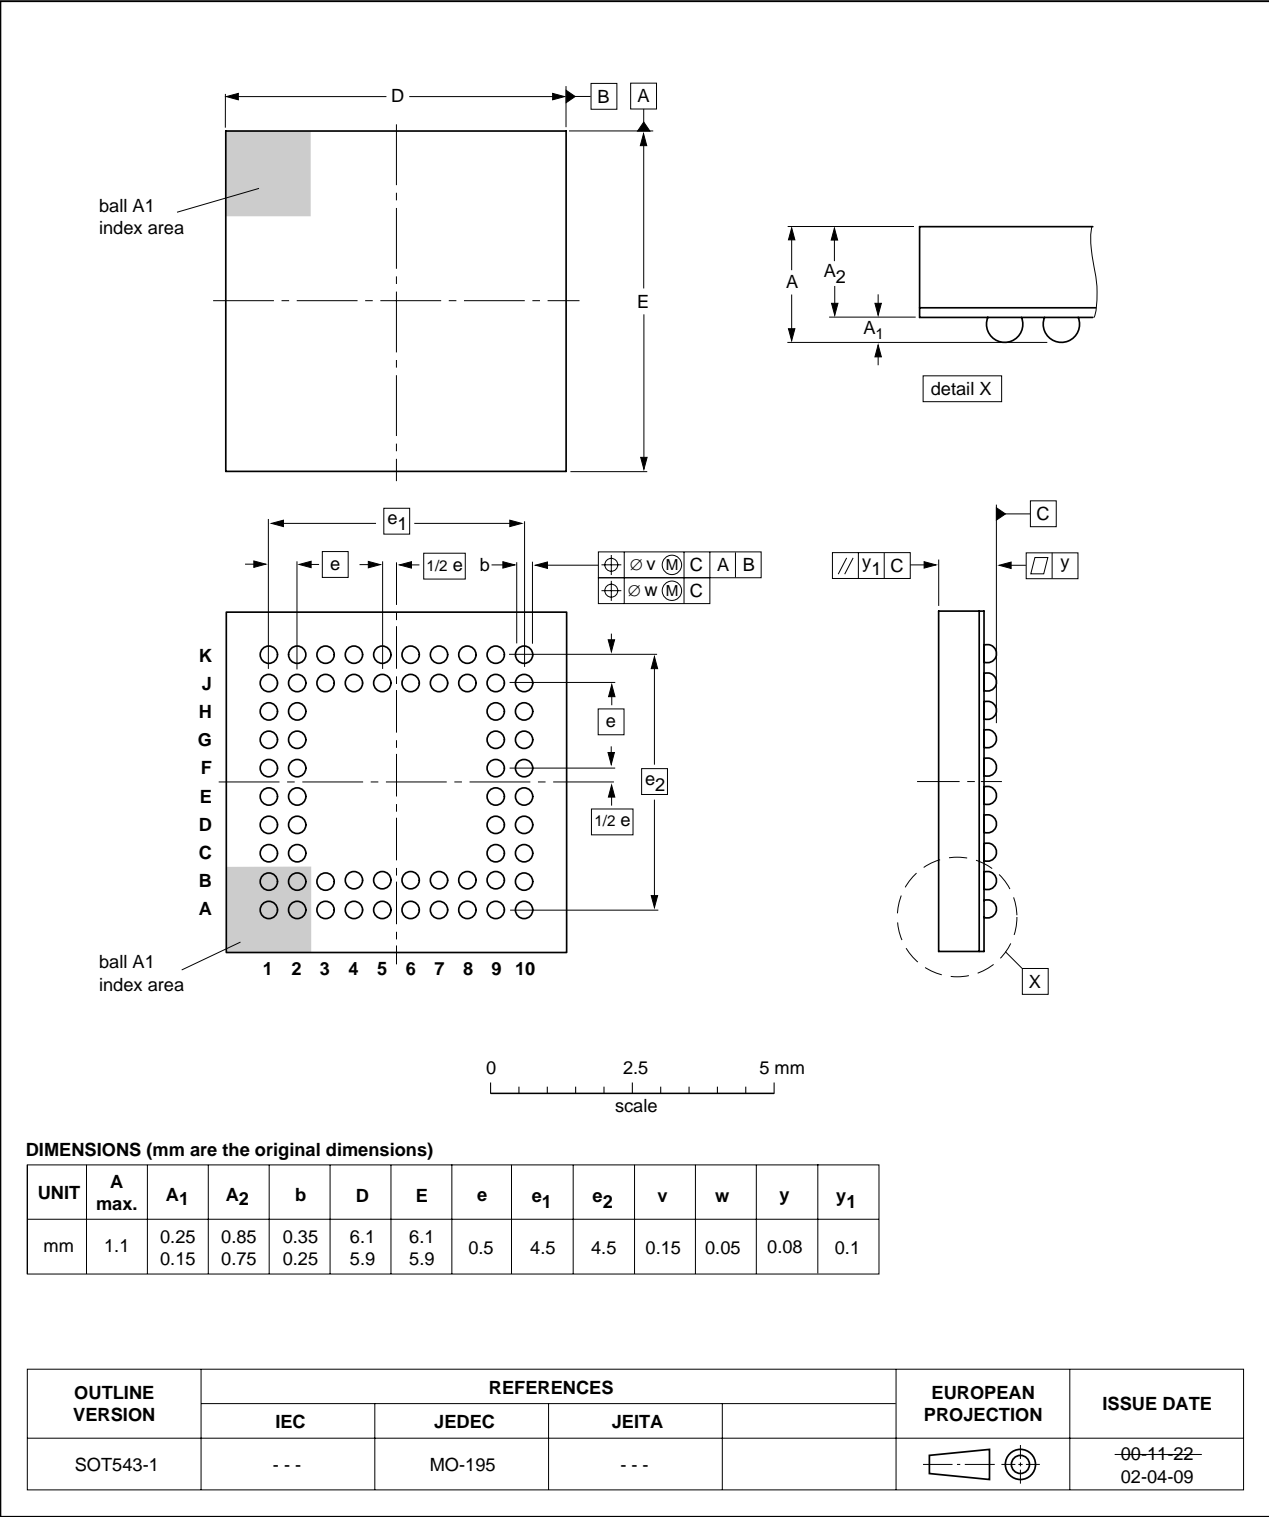 D
B
A
ball A1
index area
E
A
A2
A1
detail X
e1
e
1/2 e
b
⌖ ∅ v Ⓜ C A B
⌖ ∅ w Ⓜ C
C
// y1 C
▱ y
K
J
H
G
F
E
D
C
B
A
e
e2
1/2 e
ball A1
index area
1 2 3 4 5 6 7 8 9 10
X
0 2.5 5 mm
scale
DIMENSIONS (mm are the original dimensions)
UNIT A max. A1 A2 b D E e e1 e2 v w y y1
mm 1.1 0.25 0.15 0.85 0.75 0.35 0.25 6.1 5.9 6.1 5.9 0.5 4.5 4.5 0.15 0.05 0.08 0.1
OUTLINE VERSION
REFERENCES
EUROPEAN PROJECTION
ISSUE DATE
IEC JEDEC JEITA
SOT543-1 - - - MO-195 - - -
00-11-22
02-04-09